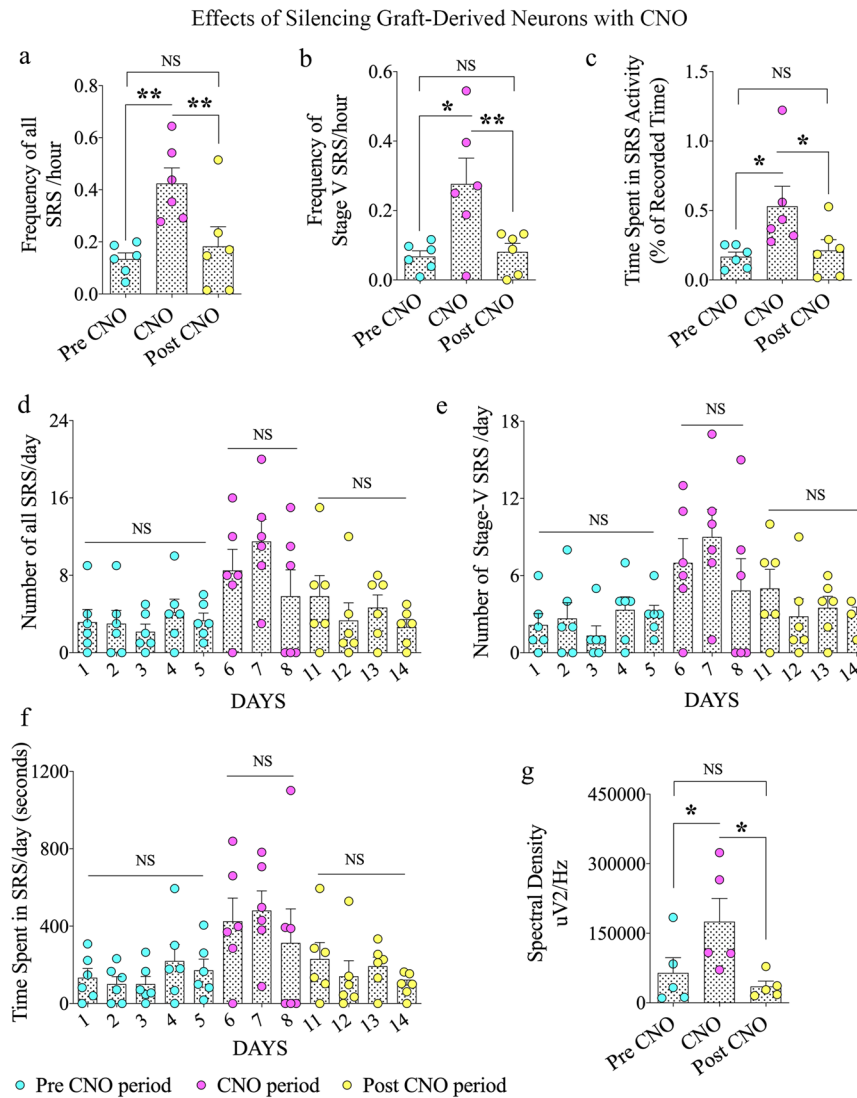 Effects of Silencing Graft-Derived Neurons with CNO
a
Frequency of all
SRS /hour
0.8
0.6
0.4
0.2
0.0
NS
**
**
Pre CNO
CNO
Post CNO
b
Frequency of
Stage V SRS/hour
0.6
0.4
0.2
0.0
NS
*
**
Pre CNO
CNO
Post CNO
c
Time Spent in SRS Activity
(% of Recorded Time)
1.5
1.0
0.5
0.0
NS
*
*
Pre CNO
CNO
Post CNO
d
Number of all SRS/day
24
16
8
0
NS
NS
NS
1 2 3 4 5 6 7 8 11 12 13 14
DAYS
e
Number of Stage-V SRS /day
18
12
6
0
NS
NS
NS
1 2 3 4 5 6 7 8 11 12 13 14
DAYS
f
Time Spent in SRS/day (seconds)
1200
800
400
0
NS
NS
NS
1 2 3 4 5 6 7 8 11 12 13 14
DAYS
g
Spectral Density
uV2/Hz
450000
300000
150000
0
NS
*
*
Pre CNO
CNO
Post CNO
Pre CNO period
CNO period
Post CNO period